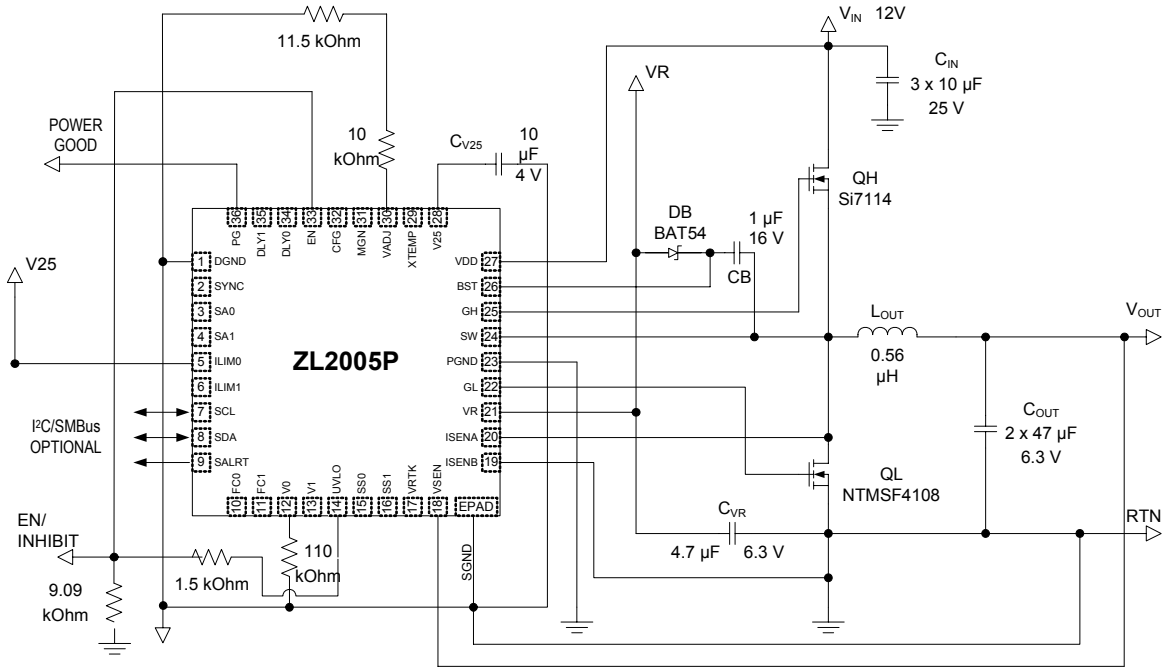 V_IN 12V
11.5 kOhm
VR
C_IN
3 x 10 µF
25 V
POWER
GOOD
10
kOhm
C_V25
10
µF
4 V
QH
Si7114
DB
BAT54
1 µF
16 V
CB
36
35
34
33
32
31
30
29
28
PG
DLY1
DLY0
EN
CFG
MGN
VADJ
XTEMP
V25
V25
1 DGND
2 SYNC
3 SA0
4 SA1
5 ILIM0
6 ILIM1
7 SCL
8 SDA
9 SALRT
ZL2005P
VDD 27
BST 26
GH 25
SW 24
PGND 23
GL 22
VR 21
ISENA 20
ISENB 19
L_OUT
0.56
µH
V_OUT
C_OUT
2 x 47 µF
6.3 V
I²C/SMBus
OPTIONAL
FC0
FC1
V0
V1
UVLO
SS0
SS1
VRTK
VSEN
10
11
12
13
14
15
16
17
18
EPAD
QL
NTMSF4108
EN/
INHIBIT
C_VR
4.7 µF 6.3 V
RTN
110
kOhm
SGND
1.5 kOhm
9.09
kOhm